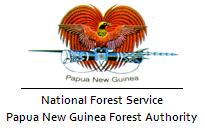 Papua New Guinea
National Forest Service
Papua New Guinea Forest Authority